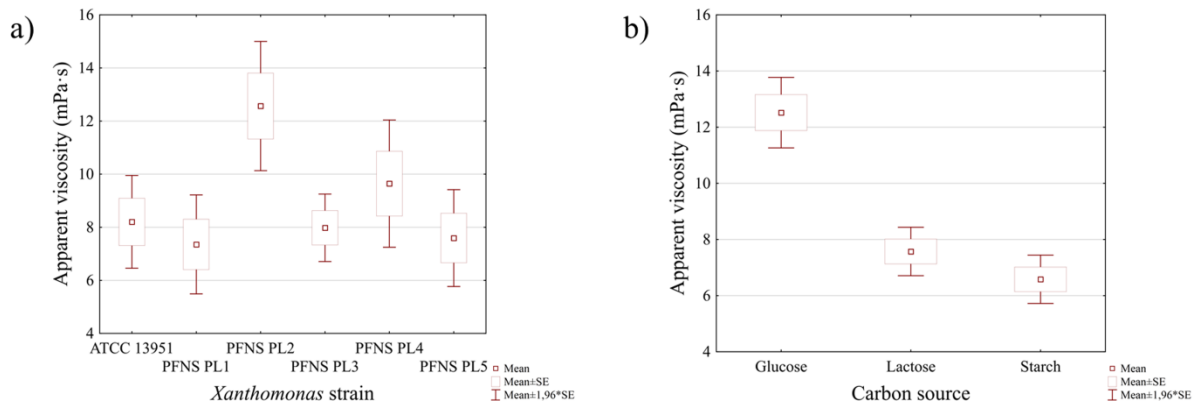 a)
Apparent viscosity (mPa·s)
16
14
12
10
8
6
4
ATCC 13951
PFNS PL1
PFNS PL2
PFNS PL3
PFNS PL4
PFNS PL5
Xanthomonas strain
Mean
Mean±SE
Mean±1,96*SE
b)
Apparent viscosity (mPa·s)
16
14
12
10
8
6
4
Glucose
Lactose
Starch
Carbon source
Mean
Mean±SE
Mean±1,96*SE